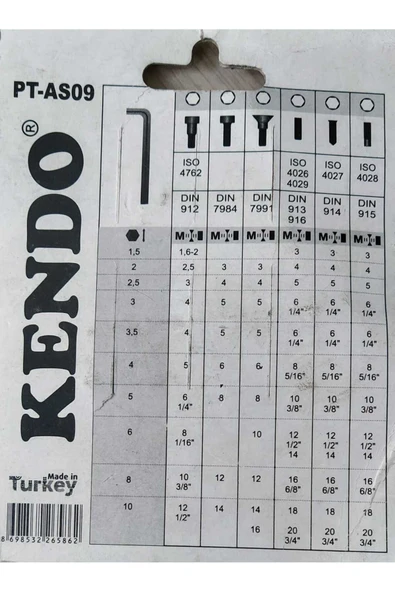 PT-AS09
KENDO®
ISO 4762 ISO 4026 4029 ISO 4027 ISO 4028
DIN 912 DIN 7984 DIN 7991 DIN 913 916 DIN 914 DIN 915
M M M M M M
1,5 1,6-2 3 3 3
2 2,5 3 3 4 4 4
2,5 3 4 4 5 5 5
3 4 5 5 6 1/4" 6 1/4" 6 1/4"
3,5 4 5 5 6 1/4" 6 1/4" 6 1/4"
4 5 6 6 8 5/16" 8 5/16" 8 5/16"
5 6 1/4" 8 8 10 3/8" 10 3/8" 10 3/8"
6 8 1/16" 10 12 1/2" 14 12 1/2" 14 12 1/2" 14
8 10 3/8" 12 12 16 6/8" 16 6/8" 16 6/8"
10 12 1/2" 14 14 18 18 18
16 20 3/4" 20 3/4" 20 3/4"
Made in
Turkey
8 698532 265862